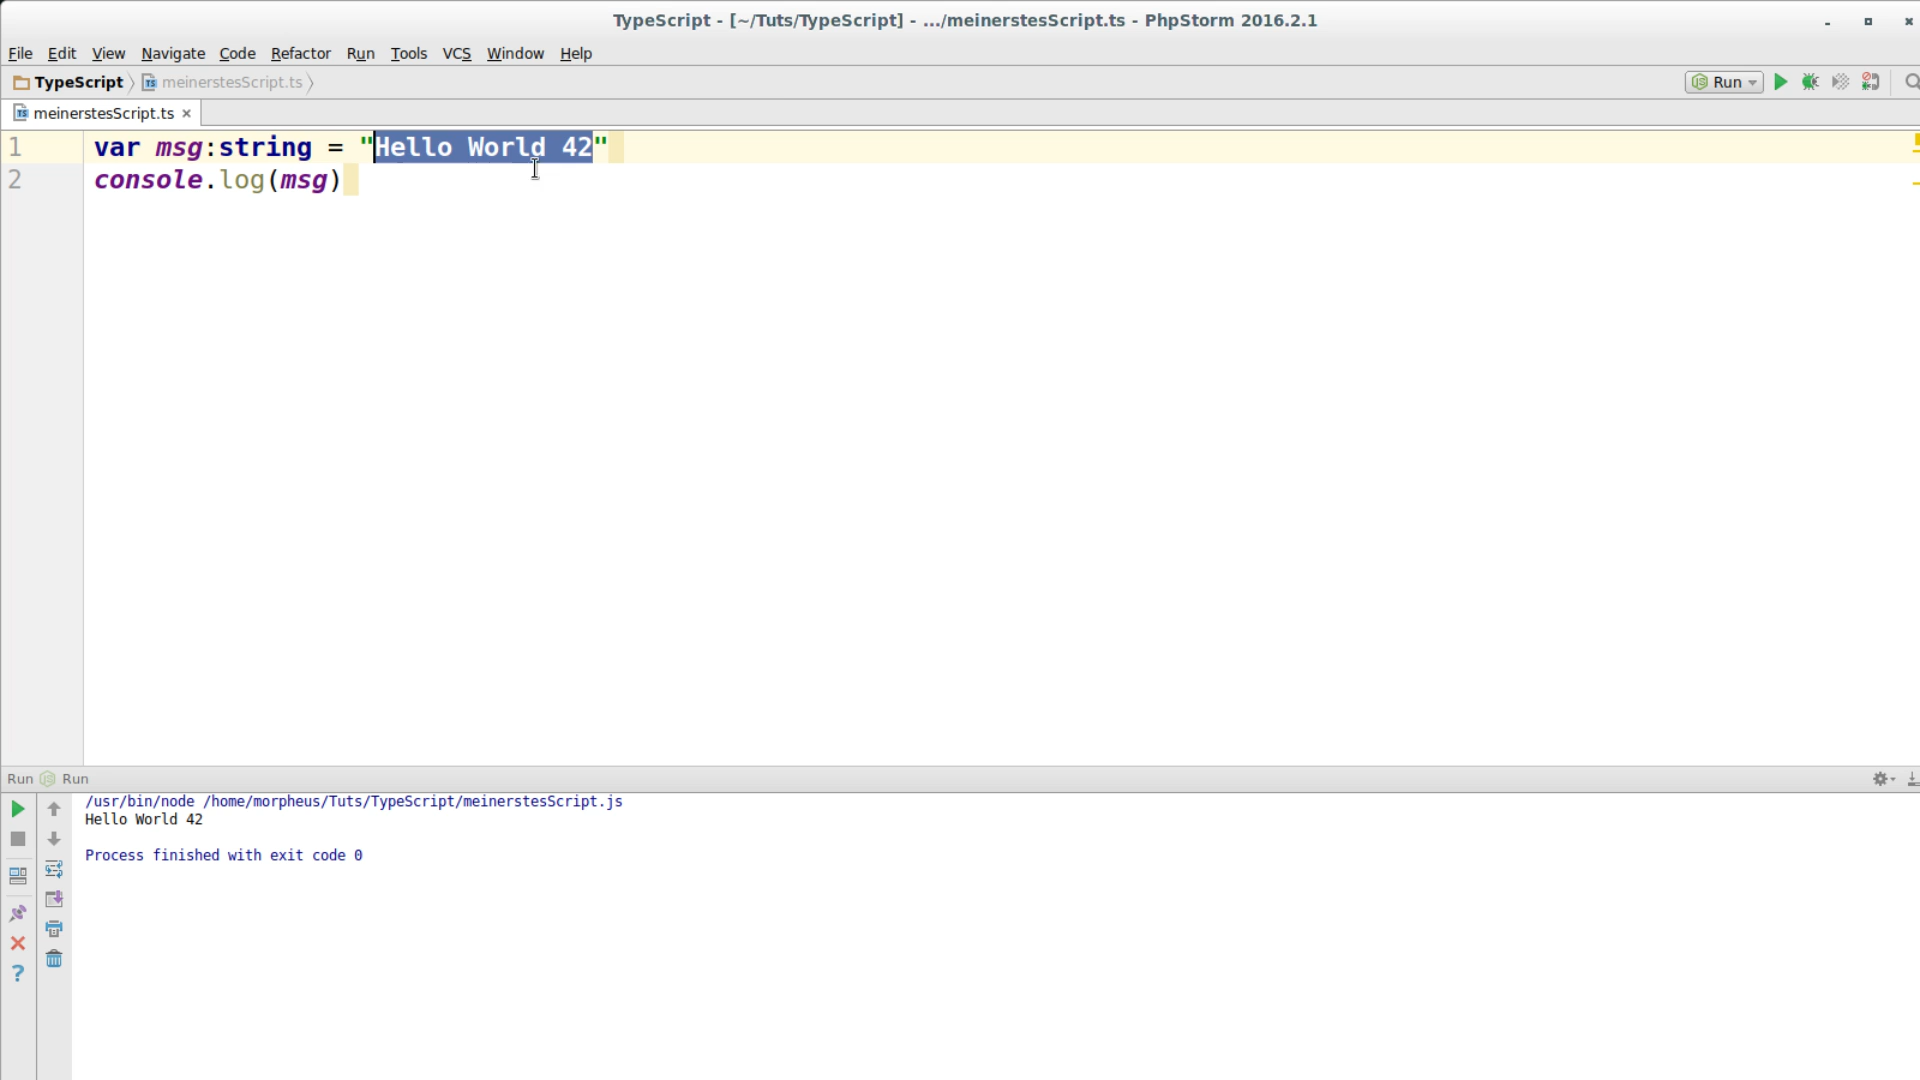 TypeScript - [~/Tuts/TypeScript] - .../meinerstesScript.ts - PhpStorm 2016.2.1
File Edit View Navigate Code Refactor Run Tools VCS Window Help
TypeScript meinerstesScript.ts Run
meinerstesScript.ts
1 var msg:string = "Hello World 42"
2 console.log(msg)
Run Run
/usr/bin/node /home/morpheus/Tuts/TypeScript/meinerstesScript.js
Hello World 42
Process finished with exit code 0